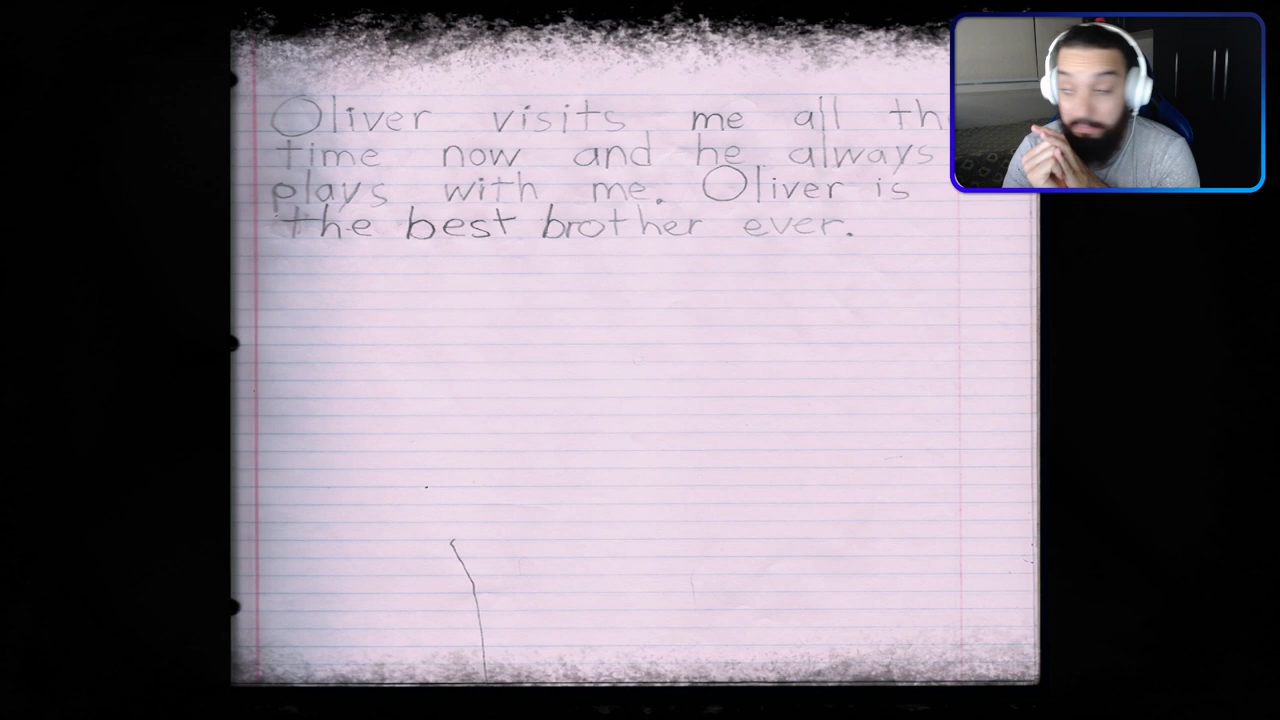 Oliver visits me all th
time now and he always
plays with me. Oliver is
the best brother ever.